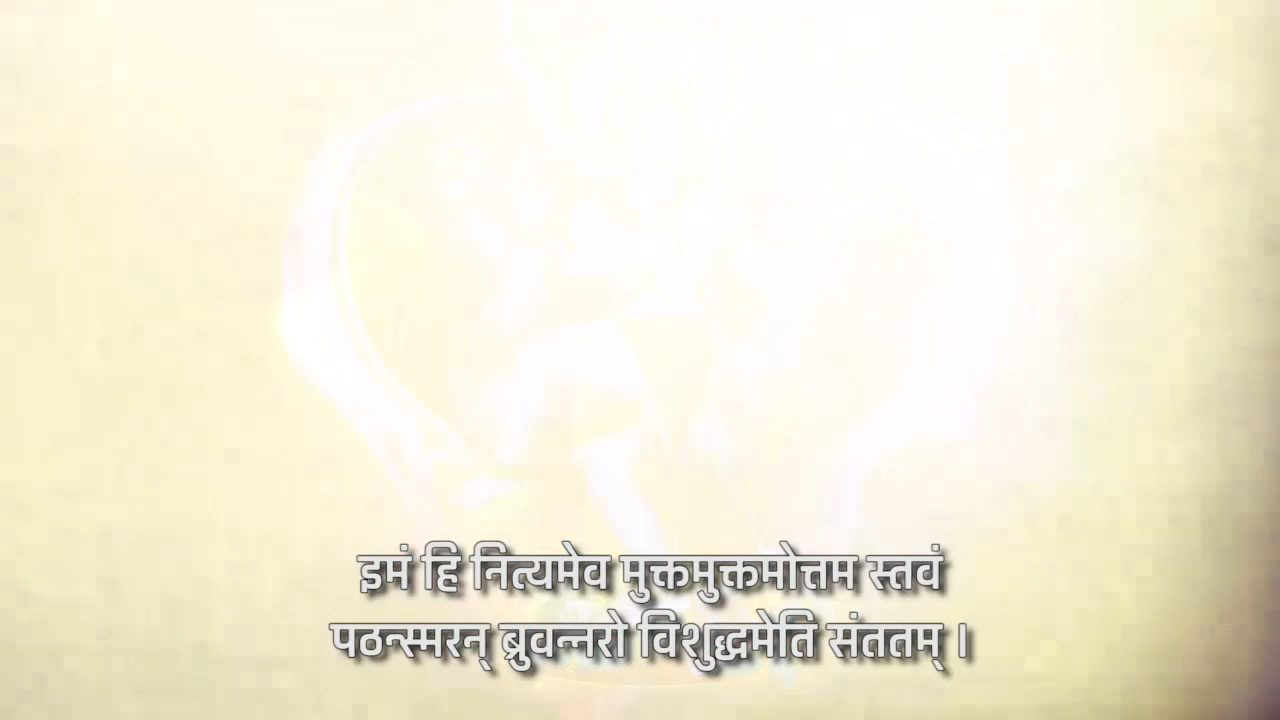 इमं हि नित्यमेव मुक्तमुक्तमोत्तम स्तवं
पठन्स्मरन् ब्रुवन्नरो विशुद्धमेति संततम् ।